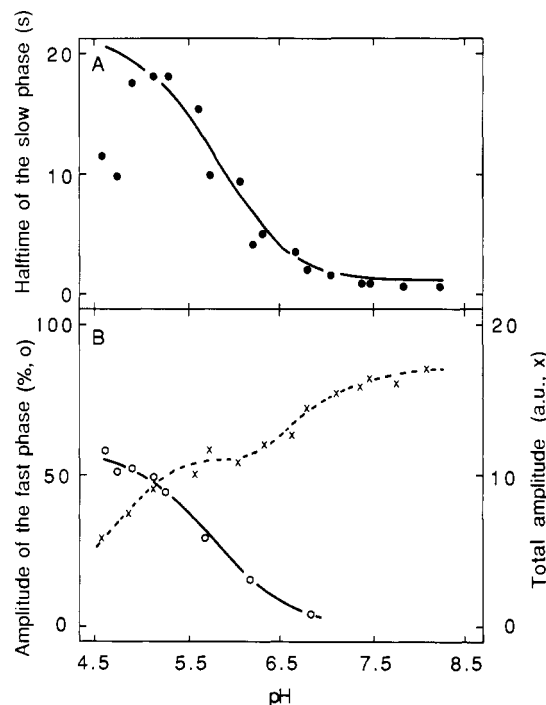 Halftime of the slow phase (s)
20
10
0
A
Amplitude of the fast phase (%, o)
100
50
0
B
20
10
0
Total amplitude (a.u., x)
4.5 5.5 6.5 7.5 8.5
pH